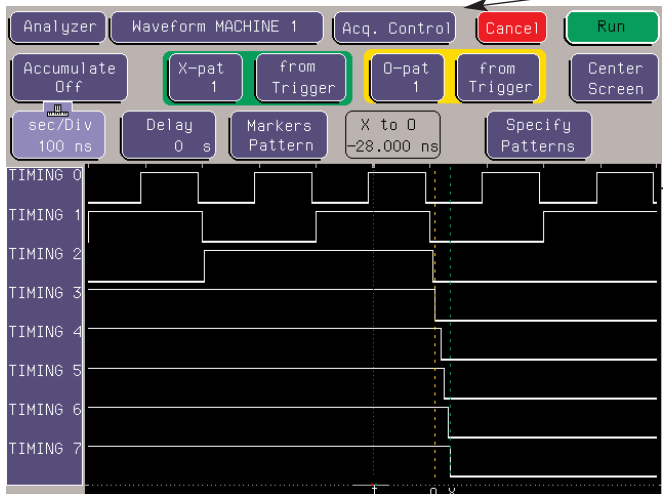 Analyzer Waveform MACHINE 1 Acq. Control Cancel Run
Accumulate Off X-pat 1 from Trigger O-pat 1 from Trigger Center Screen
sec/Div 100 ns Delay 0 s Markers Pattern X to O -28.000 ns Specify Patterns
TIMING 0
TIMING 1
TIMING 2
TIMING 3
TIMING 4
TIMING 5
TIMING 6
TIMING 7
t O X